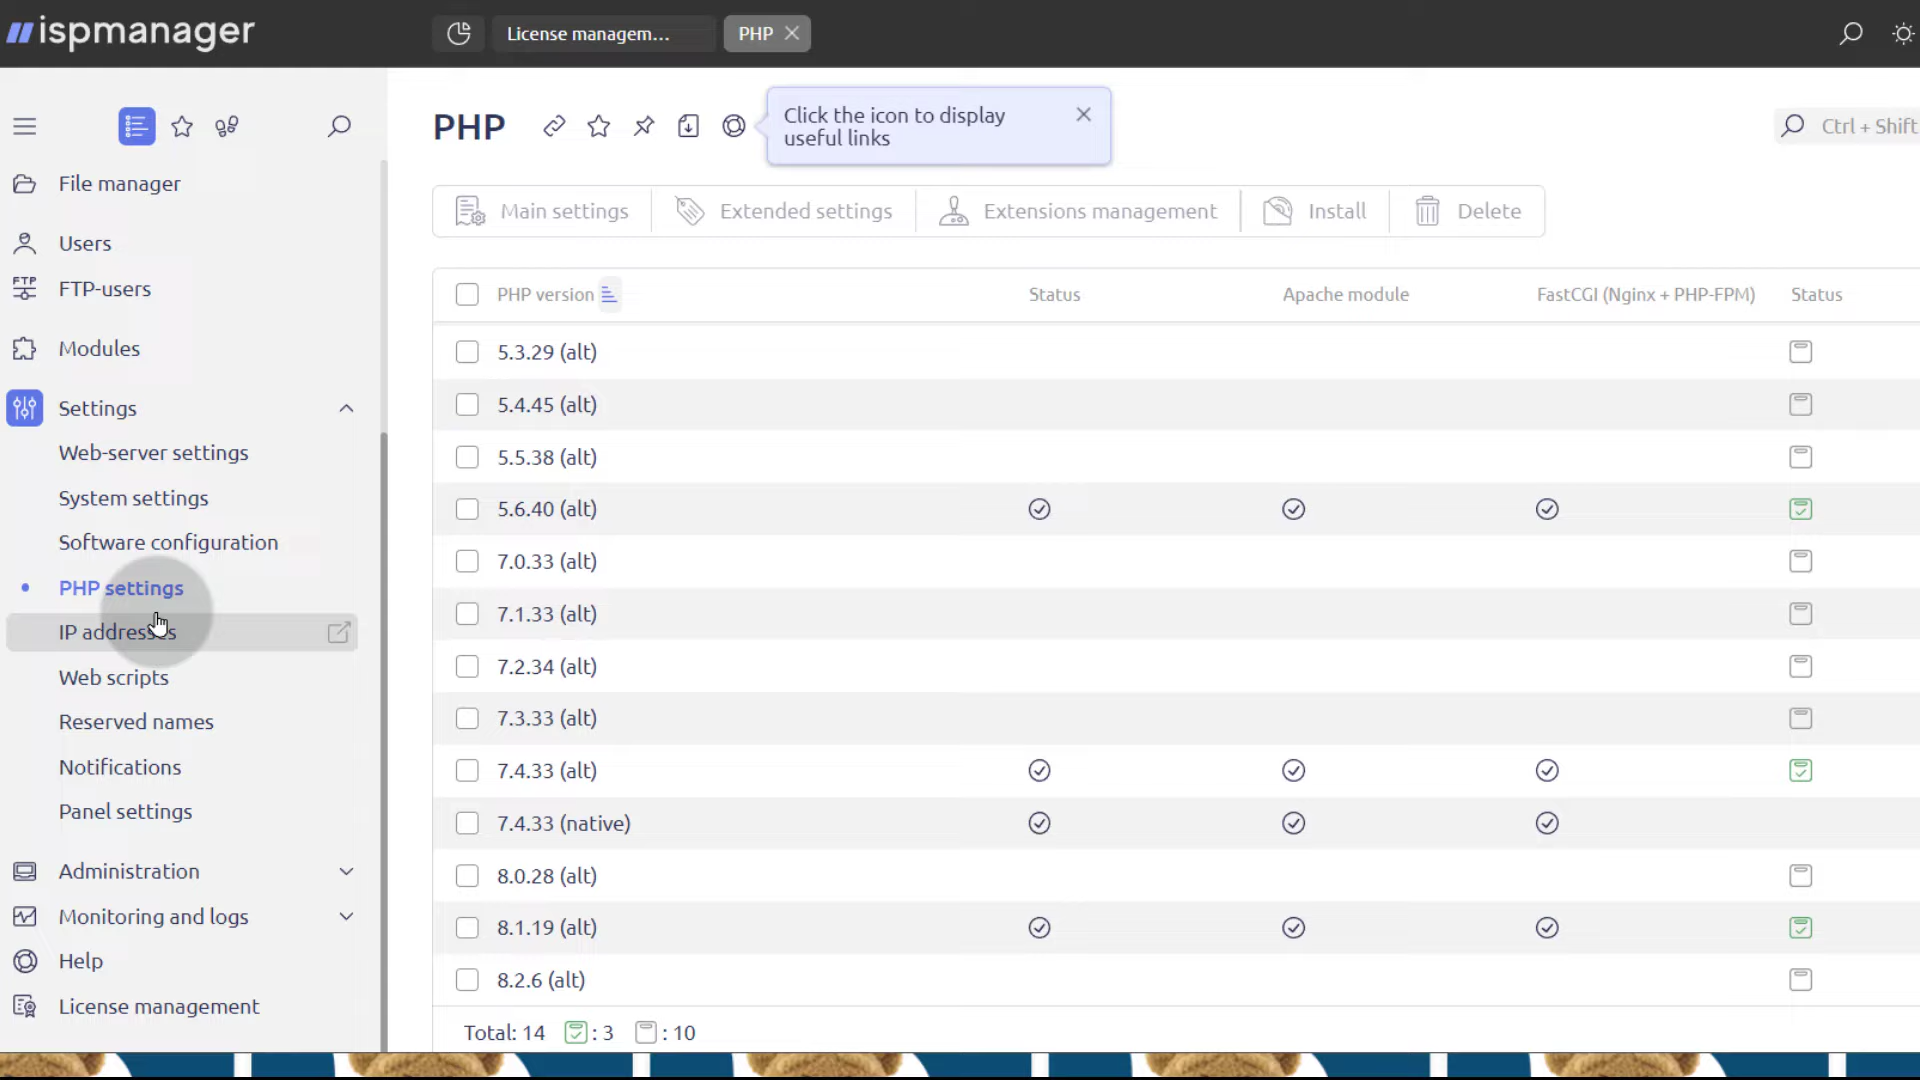 ispmanager
License managem...
PHP
PHP
Click the icon to display
useful links
Ctrl + Shift
File manager
Users
FTP
FTP-users
Modules
Settings
Web-server settings
System settings
Software configuration
PHP settings
IP addresses
Web scripts
Reserved names
Notifications
Panel settings
Administration
Monitoring and logs
Help
License management
Main settings
Extended settings
Extensions management
Install
Delete
PHP version
Status
Apache module
FastCGI (Nginx + PHP-FPM)
Status
5.3.29 (alt)
5.4.45 (alt)
5.5.38 (alt)
5.6.40 (alt)
7.0.33 (alt)
7.1.33 (alt)
7.2.34 (alt)
7.3.33 (alt)
7.4.33 (alt)
7.4.33 (native)
8.0.28 (alt)
8.1.19 (alt)
8.2.6 (alt)
Total: 14 : 3 : 10